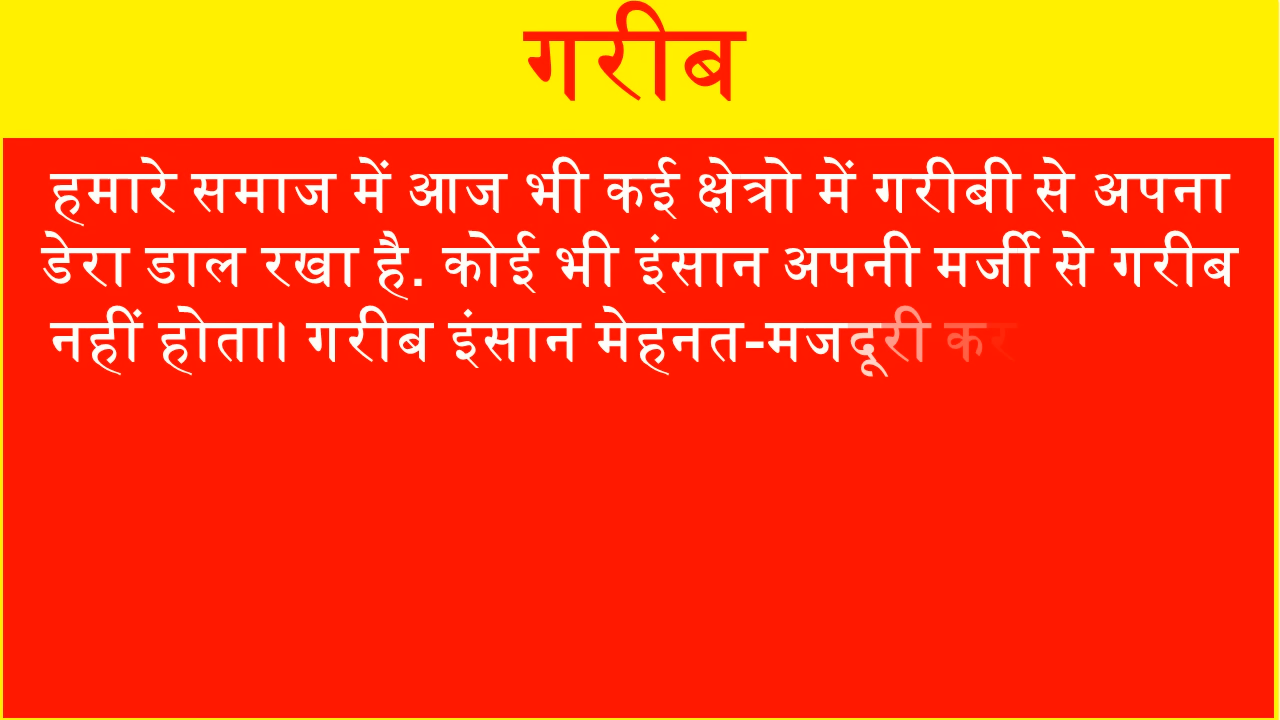 गरीब
हमारे समाज में आज भी कई क्षेत्रो में गरीबी से अपना
डेरा डाल रखा है. कोई भी इंसान अपनी मर्जी से गरीब
नहीं होता। गरीब इंसान मेहनत-मजदूरी कर